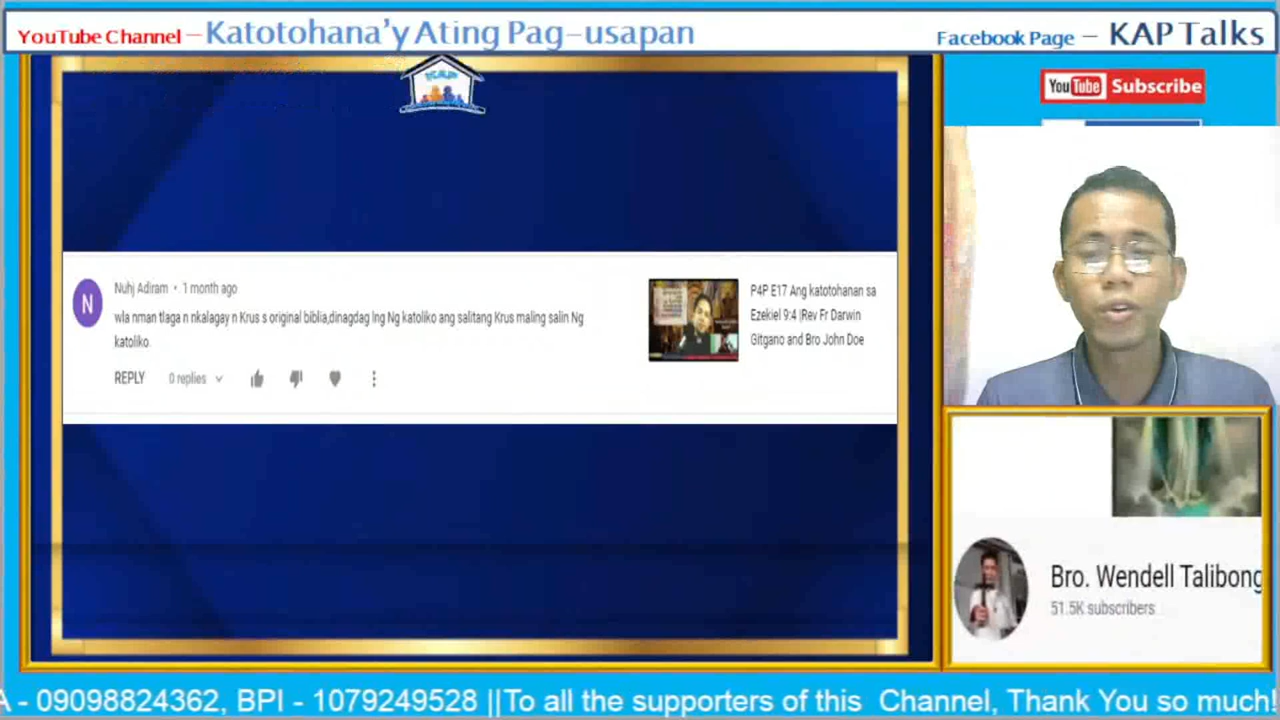 YouTube Channel – Katotohana'y Ating Pag-usapan
Facebook Page – KAP Talks
YouTube Subscribe
N
Nuhj Adiram • 1 month ago
wla nman tlaga n nkalagay n Krus s original biblia,dinagdag lng Ng katoliko ang salitang Krus maling salin Ng
katoliko.
REPLY 0 replies
P4P E17 Ang katotohanan sa
Ezekiel 9:4 |Rev Fr Darwin
Gitgano and Bro John Doe
Bro. Wendell Talibong
51.5K subscribers
A - 09098824362, BPI - 1079249528 ||To all the supporters of this Channel, Thank You so much!